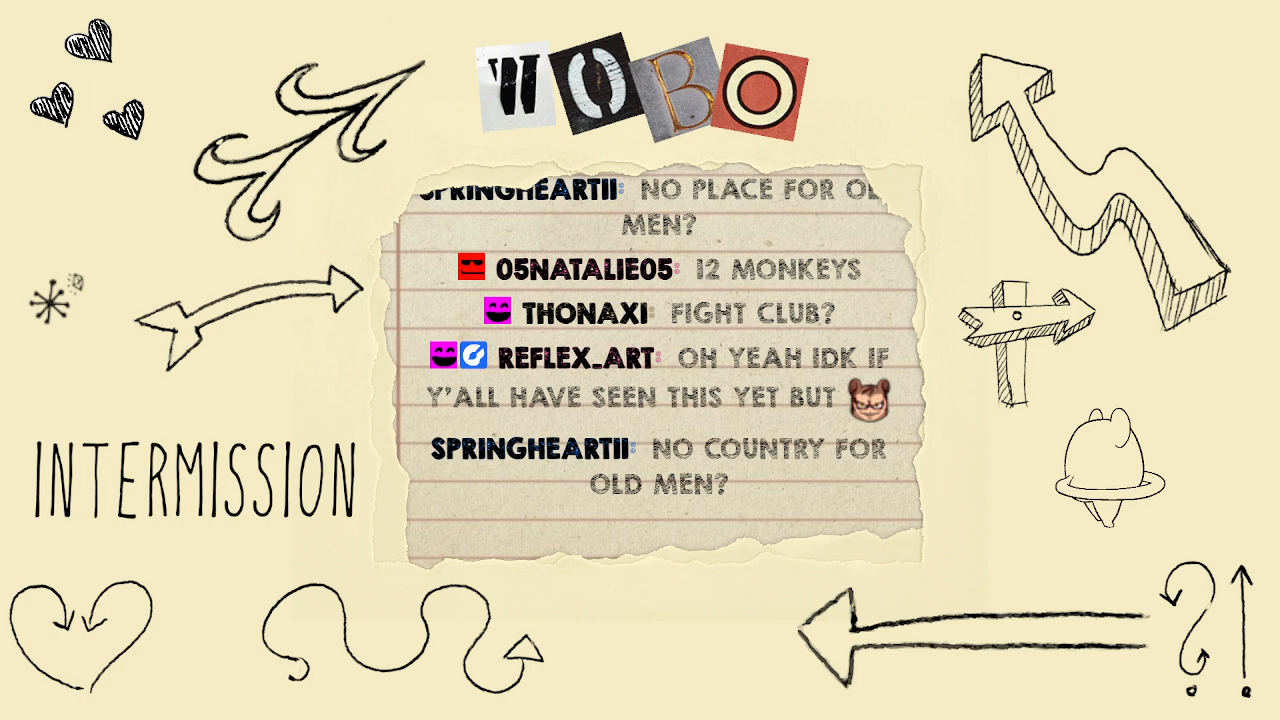 WOBO
SPRINGHEARTII: NO PLACE FOR OLD
MEN?
05NATALIE05: 12 MONKEYS
THONAXI: FIGHT CLUB?
REFLEX_ART: OH YEAH IDK IF
Y'ALL HAVE SEEN THIS YET BUT
SPRINGHEARTII: NO COUNTRY FOR
OLD MEN?
INTERMISSION
?!